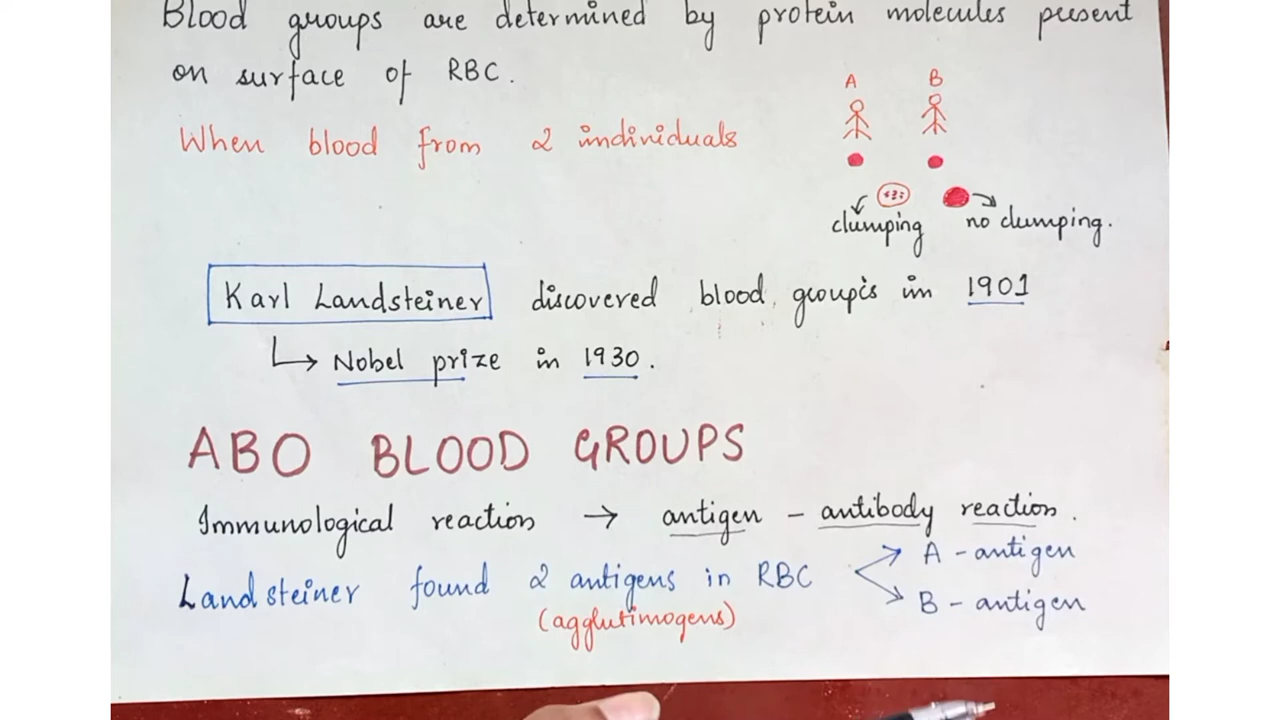 Blood groups are determined by protein molecules present
on surface of RBC.
When blood from 2 individuals
A B
clumping no clumping.
Karl Landsteiner discovered blood groups in 1901
↳ Nobel prize in 1930.
ABO BLOOD GROUPS
Immunological reaction → antigen - antibody reaction.
Landsteiner found 2 antigens in RBC
A - antigen
B - antigen
(agglutinogens)